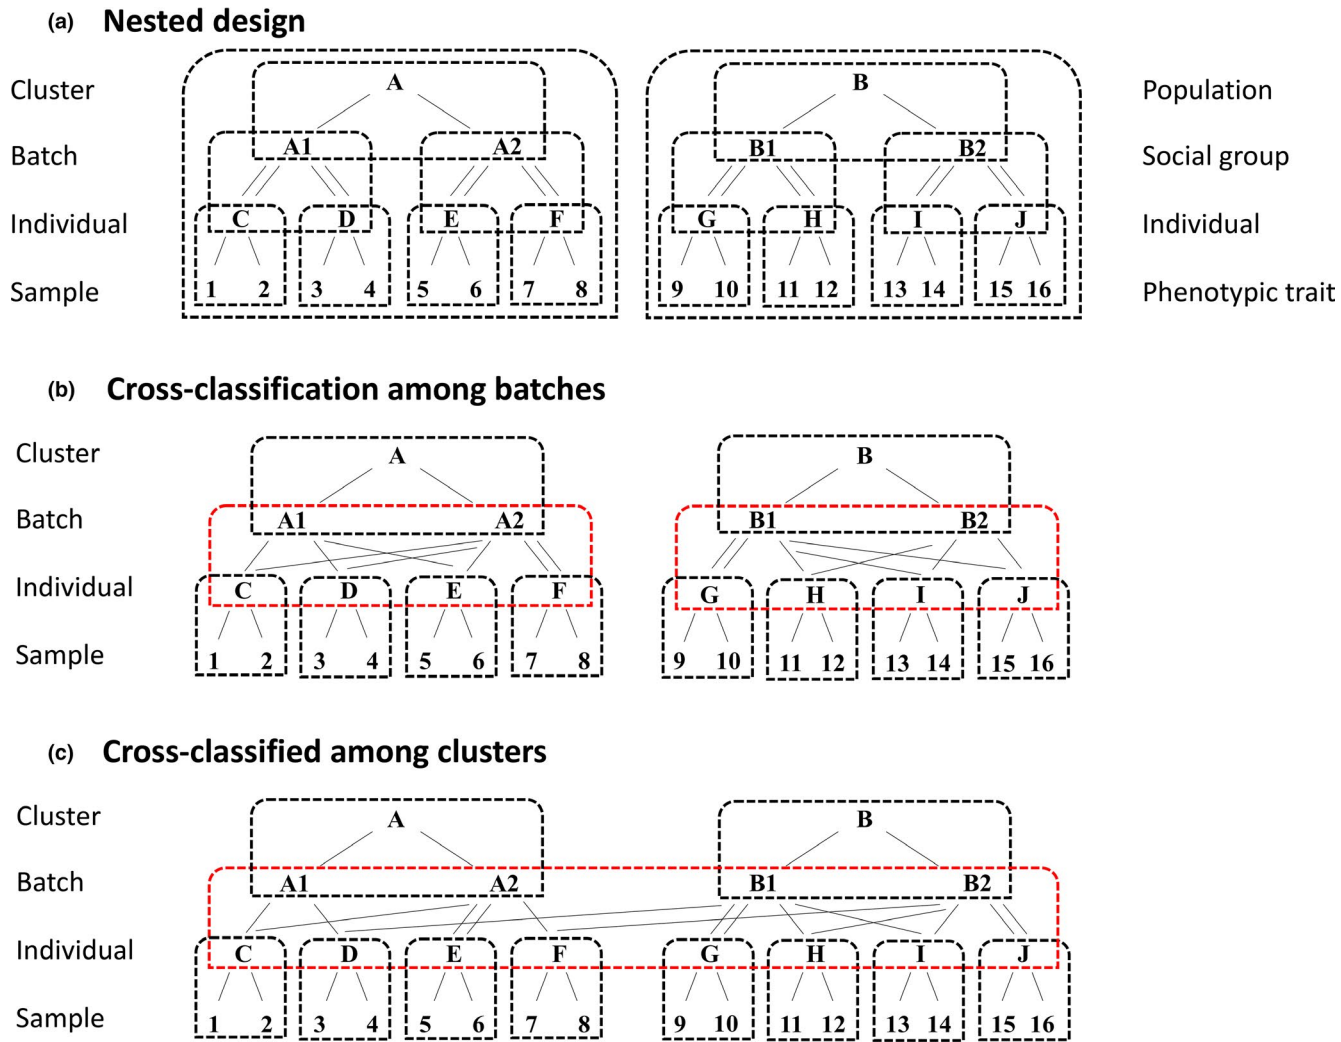 (a) Nested design
Cluster A B Population
Batch A1 A2 B1 B2 Social group
Individual C D E F G H I J Individual
Sample 1 2 3 4 5 6 7 8 9 10 11 12 13 14 15 16 Phenotypic trait
(b) Cross-classification among batches
Cluster A B
Batch A1 A2 B1 B2
Individual C D E F G H I J
Sample 1 2 3 4 5 6 7 8 9 10 11 12 13 14 15 16
(c) Cross-classified among clusters
Cluster A B
Batch A1 A2 B1 B2
Individual C D E F G H I J
Sample 1 2 3 4 5 6 7 8 9 10 11 12 13 14 15 16